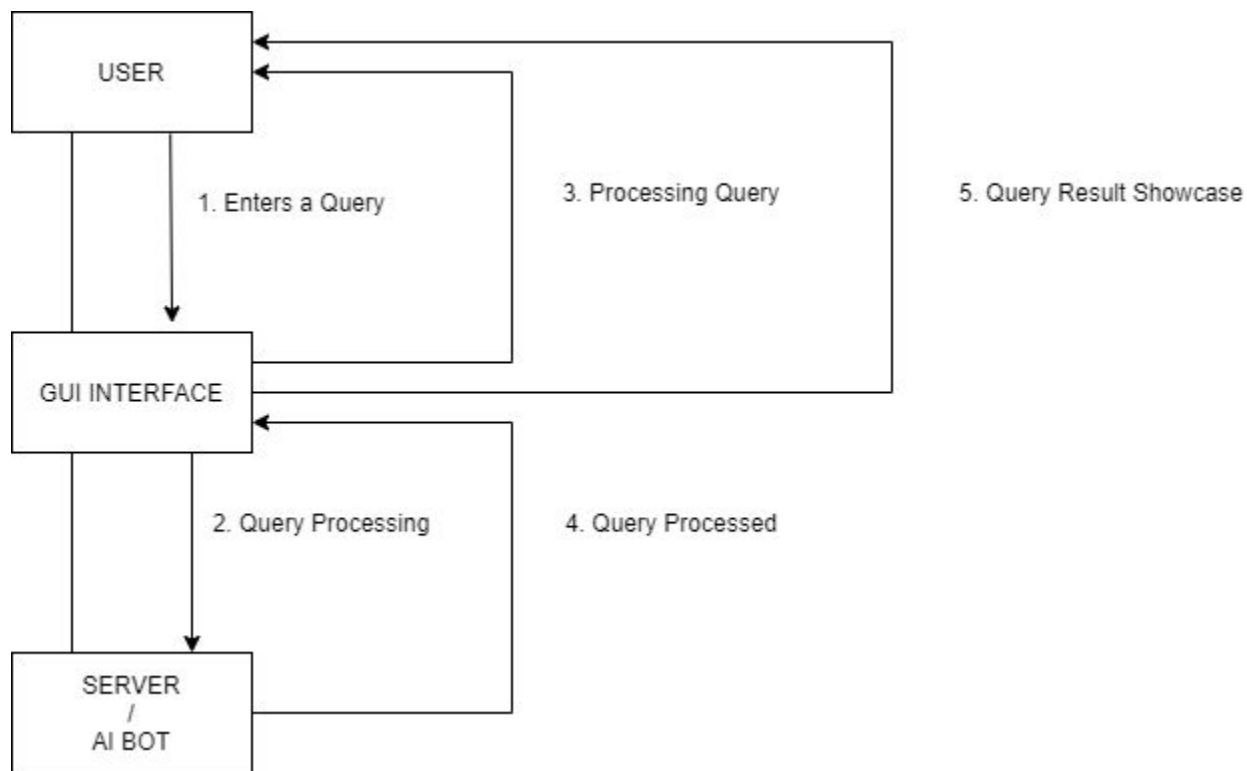 USER
1. Enters a Query
3. Processing Query
5. Query Result Showcase
GUI INTERFACE
2. Query Processing
4. Query Processed
SERVER
/
AI BOT